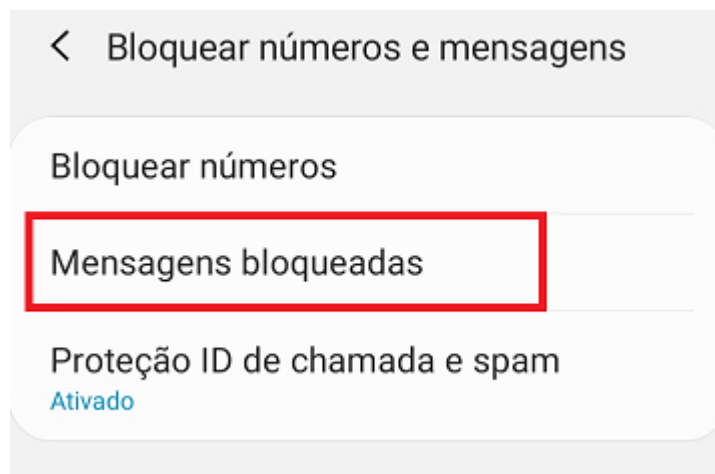 Bloquear números e mensagens
Bloquear números
Mensagens bloqueadas
Proteção ID de chamada e spam
Ativado